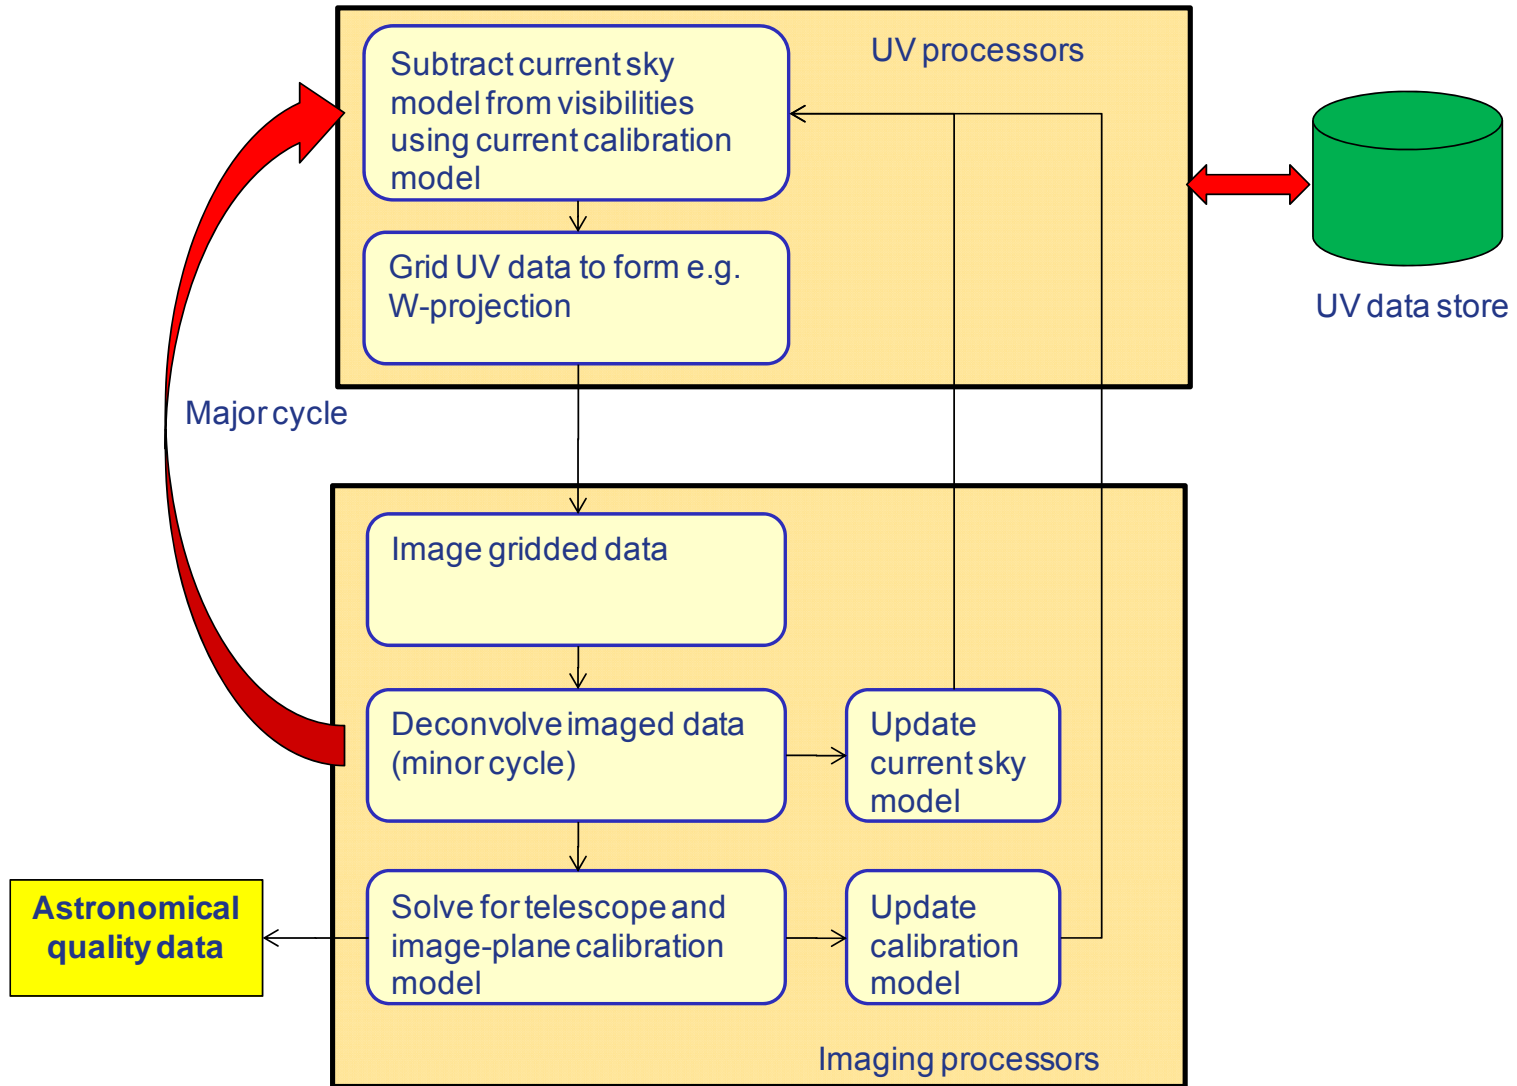 Subtract current sky
model from visibilities
using current calibration
model
UV processors
Grid UV data to form e.g.
W-projection
UV data store
Major cycle
Image gridded data
Deconvolve imaged data
(minor cycle)
Update
current sky
model
Astronomical
quality data
Solve for telescope and
image-plane calibration
model
Update
calibration
model
Imaging processors